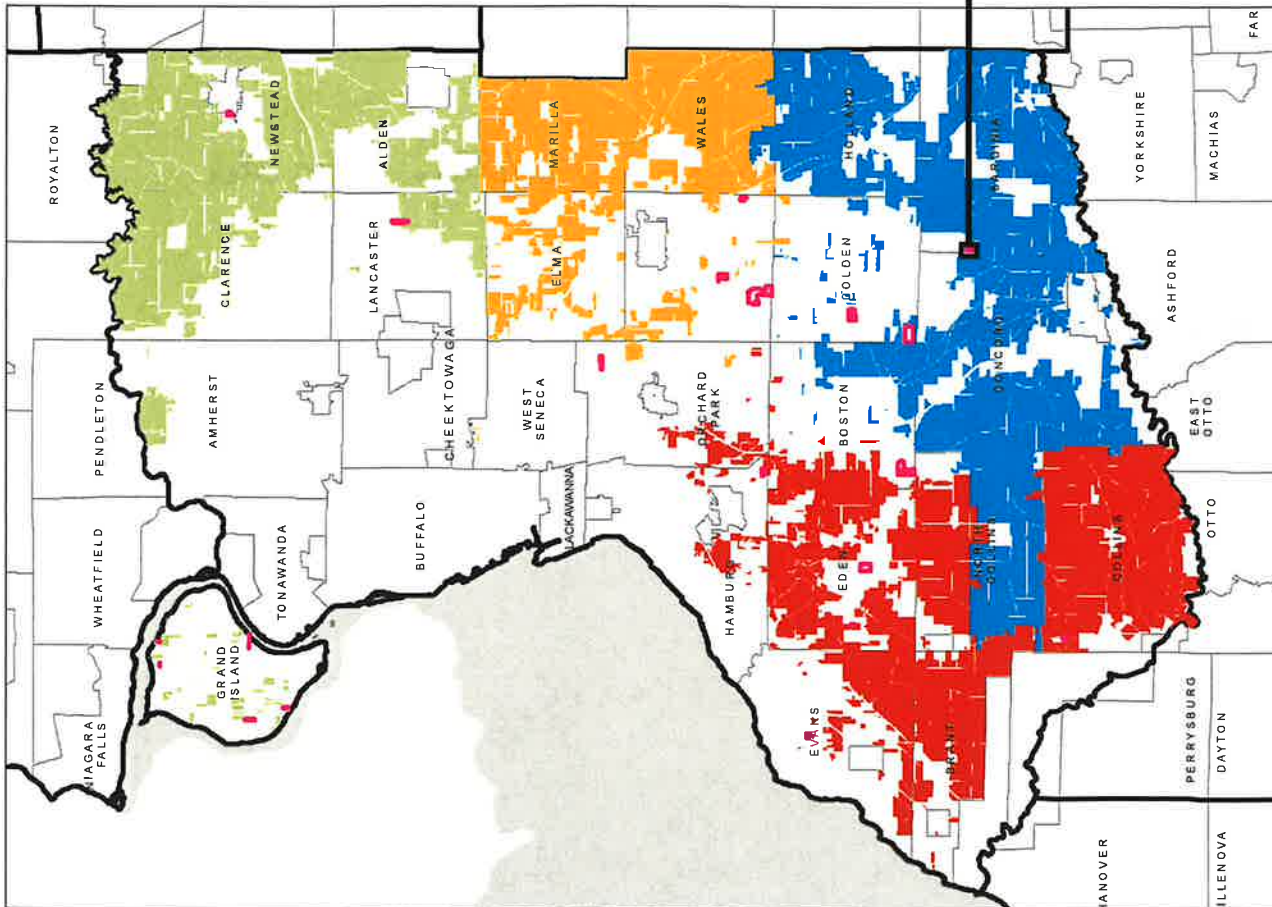 ROYALTON
FAR
PENDLETON
WHEATFIELD
NIAGARA
FALLS
NEWSTEAD
CLARENCE
AMHERST
TONAWANDA
GRAND
ISLAND
ALDEN
LANCASTER
CHEEKTOWAGA
BUFFALO
MARILLA
ELMA
WEST
SENECA
LACKAWANNA
WALES
ORCHARD
PARK
HAMBURG
HOLLAND
COLDEN
BOSTON
EDEN
EVANS
SARDINIA
CONCORD
NORTH
COLLINS
BRANT
COLLINS
YORKSHIRE
MACHIAS
ASHFORD
EAST
OTTO
OTTO
PERRYSBURG
DAYTON
HANOVER
ILLENOVA